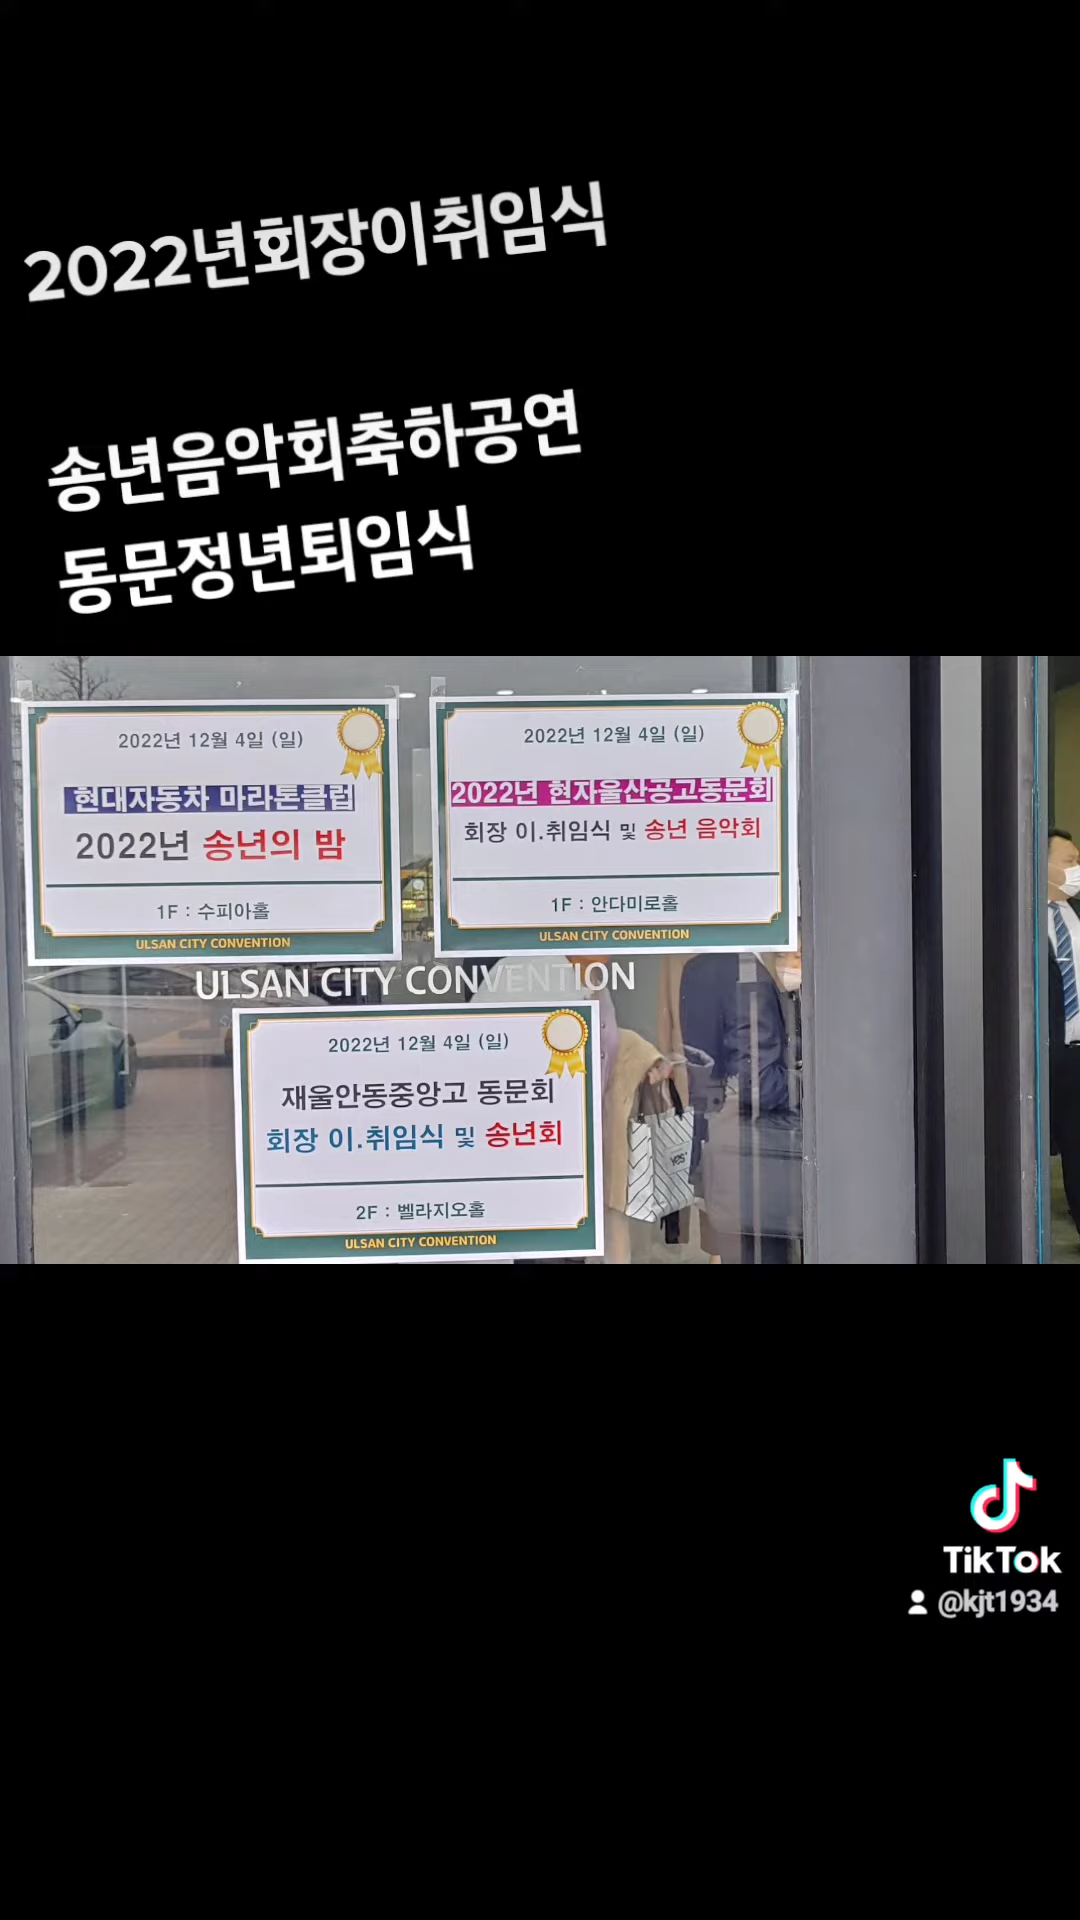 2022년회장이취임식
송년음악회축하공연
동문정년퇴임식
2022년 12월 4일 (일)
현대자동차 마라톤클럽
2022년 송년의 밤
1F : 수피아홀
ULSAN CITY CONVENTION
2022년 12월 4일 (일)
2022년 현자울산공고동문회
회장 이.취임식 및 송년 음악회
1F : 안다미로홀
ULSAN CITY CONVENTION
ULSAN CITY CONVENTION
2022년 12월 4일 (일)
재울안동중앙고 동문회
회장 이.취임식 및 송년회
2F : 벨라지오홀
ULSAN CITY CONVENTION
YES
TikTok
@kjt1934